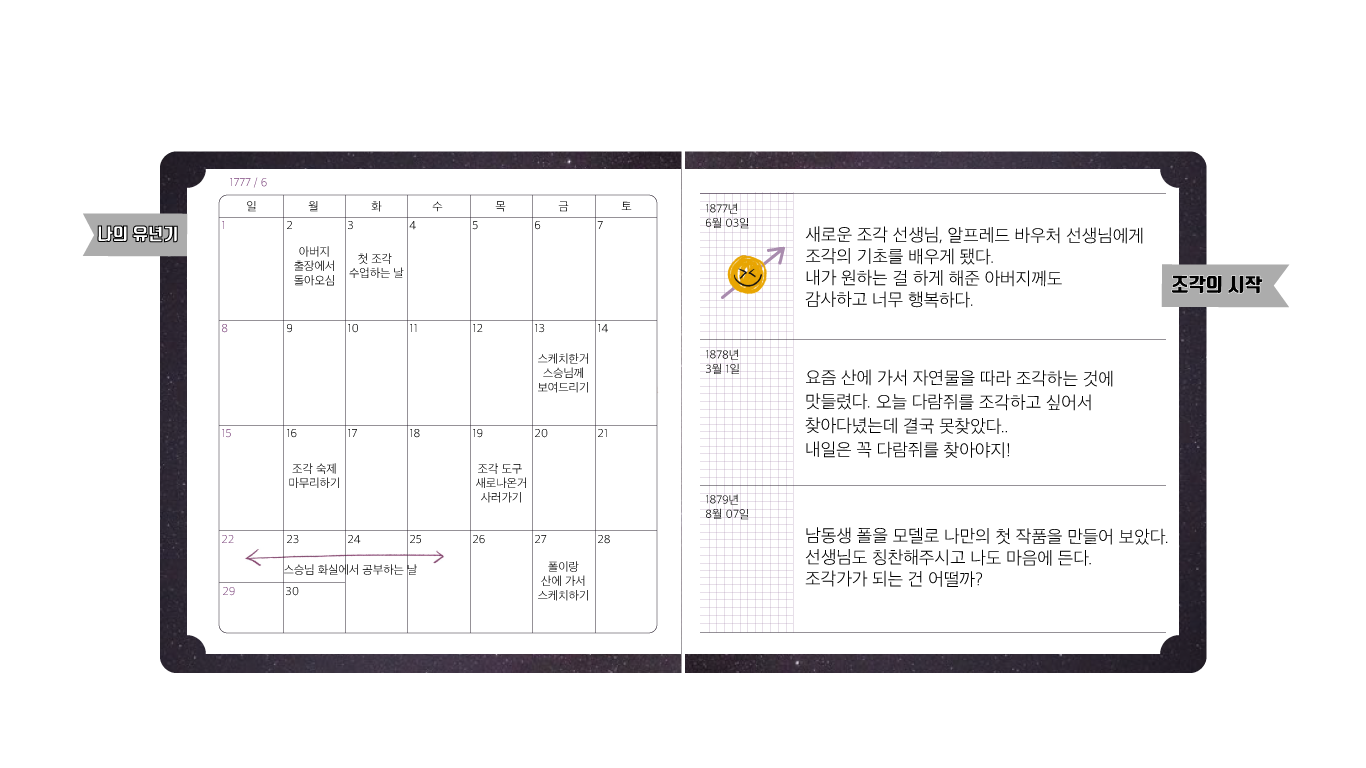 나의 유년기
1777 / 6
일 월 화 수 목 금 토
1 2 3 4 5 6 7
아버지
출장에서
돌아오심
첫 조각
수업하는 날
8 9 10 11 12 13 14
스케치한거
스승님께
보여드리기
15 16 17 18 19 20 21
조각 숙제
마무리하기
조각 도구
새로나온거
사러가기
22 23 24 25 26 27 28
스승님 화실에서 공부하는 날
폴이랑
산에 가서
스케치하기
29 30
조각의 시작
1877년
6월 03일
새로운 조각 선생님, 알프레드 바우처 선생님에게
조각의 기초를 배우게 됐다.
내가 원하는 걸 하게 해준 아버지께도
감사하고 너무 행복하다.
1878년
3월 1일
요즘 산에 가서 자연물을 따라 조각하는 것에
맛들렸다. 오늘 다람쥐를 조각하고 싶어서
찾아다녔는데 결국 못찾았다..
내일은 꼭 다람쥐를 찾아야지!
1879년
8월 07일
남동생 폴을 모델로 나만의 첫 작품을 만들어 보았다.
선생님도 칭찬해주시고 나도 마음에 든다.
조각가가 되는 건 어떨까?